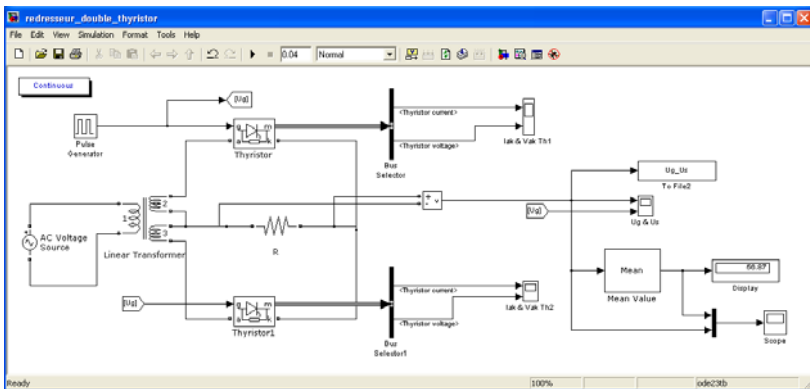 redresseur_double_thyristor
File Edit View Simulation Format Tools Help
0.04 Normal
Continuous
[Ug]
Pulse
Generator
g m
a k
Thyristor
<Thyristor current>
<Thyristor voltage>
Iak & Vak Th1
Bus
Selector
AC Voltage
Source
1 2
3
Linear Transformer
R
+
- v
Ug_Us
To File2
[Ug]
Ug & Us
Mean
Mean Value
66.87
Display
Scope
[Ug]
g m
a k
Thyristor1
<Thyristor current>
<Thyristor voltage>
Iak & Vak Th2
Bus
Selector1
Ready 100% ode23tb